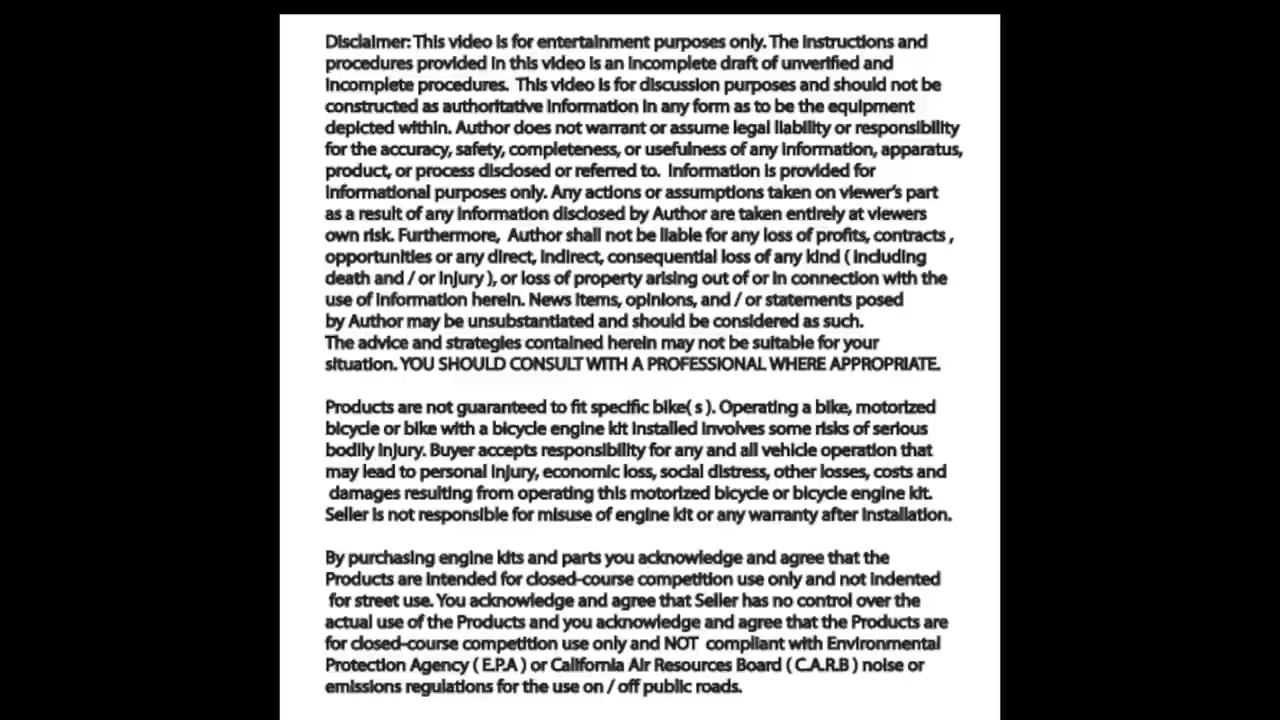 Disclaimer: This video is for entertainment purposes only. The instructions and
procedures provided in this video is an incomplete draft of unverified and
incomplete procedures. This video is for discussion purposes and should not be
constructed as authoritative information in any form as to be the equipment
depicted within. Author does not warrant or assume legal liability or responsibility
for the accuracy, safety, completeness, or usefulness of any information, apparatus,
product, or process disclosed or referred to. Information is provided for
informational purposes only. Any actions or assumptions taken on viewer's part
as a result of any information disclosed by Author are taken entirely at viewers
own risk. Furthermore, Author shall not be liable for any loss of profits, contracts ,
opportunities or any direct, indirect, consequential loss of any kind ( including
death and / or injury ), or loss of property arising out of or in connection with the
use of information herein. News items, opinions, and / or statements posed
by Author may be unsubstantiated and should be considered as such.
The advice and strategies contained herein may not be suitable for your
situation. YOU SHOULD CONSULT WITH A PROFESSIONAL WHERE APPROPRIATE.
Products are not guaranteed to fit specific bike( s ). Operating a bike, motorized
bicycle or bike with a bicycle engine kit installed involves some risks of serious
bodily injury. Buyer accepts responsibility for any and all vehicle operation that
may lead to personal injury, economic loss, social distress, other losses, costs and
damages resulting from operating this motorized bicycle or bicycle engine kit.
Seller is not responsible for misuse of engine kit or any warranty after installation.
By purchasing engine kits and parts you acknowledge and agree that the
Products are intended for closed-course competition use only and not indented
for street use. You acknowledge and agree that Seller has no control over the
actual use of the Products and you acknowledge and agree that the Products are
for closed-course competition use only and NOT compliant with Environmental
Protection Agency ( E.P.A ) or California Air Resources Board ( C.A.R.B ) noise or
emissions regulations for the use on / off public roads.